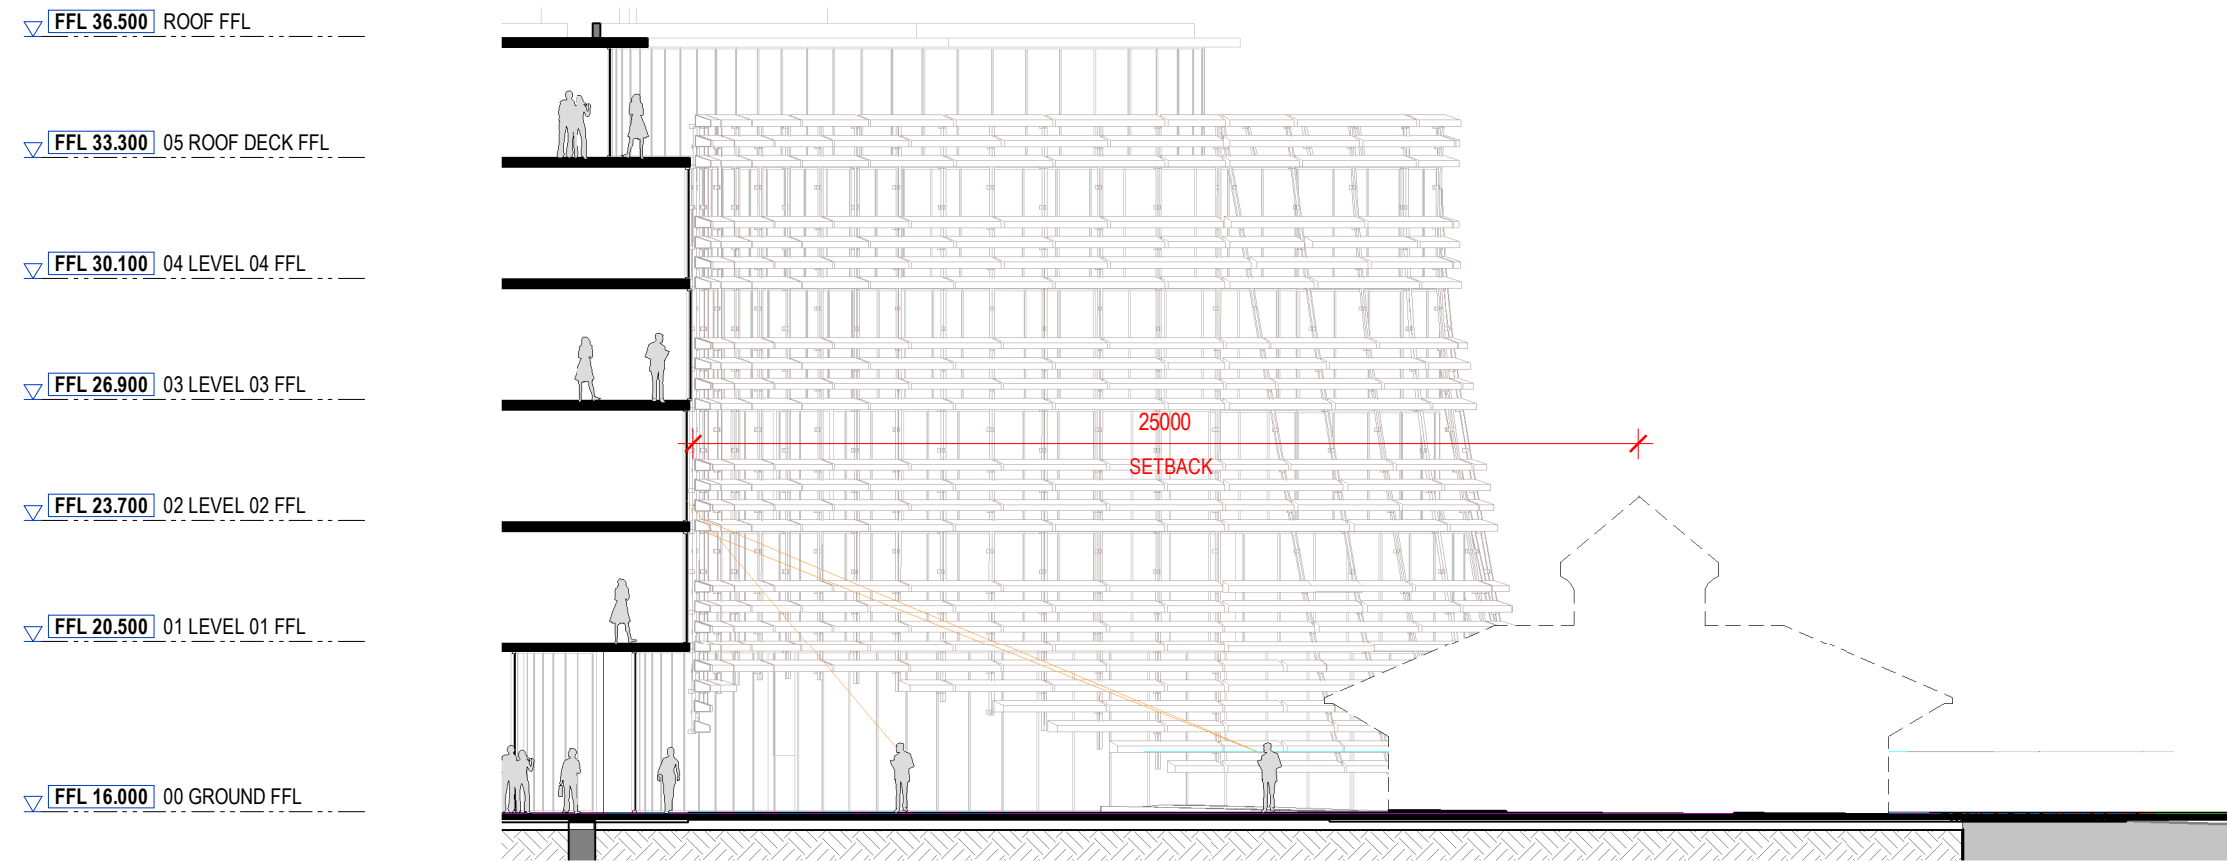 FFL 36.500 ROOF FFL
FFL 33.300 05 ROOF DECK FFL
FFL 30.100 04 LEVEL 04 FFL
FFL 26.900 03 LEVEL 03 FFL
25000
SETBACK
FFL 23.700 02 LEVEL 02 FFL
FFL 20.500 01 LEVEL 01 FFL
FFL 16.000 00 GROUND FFL